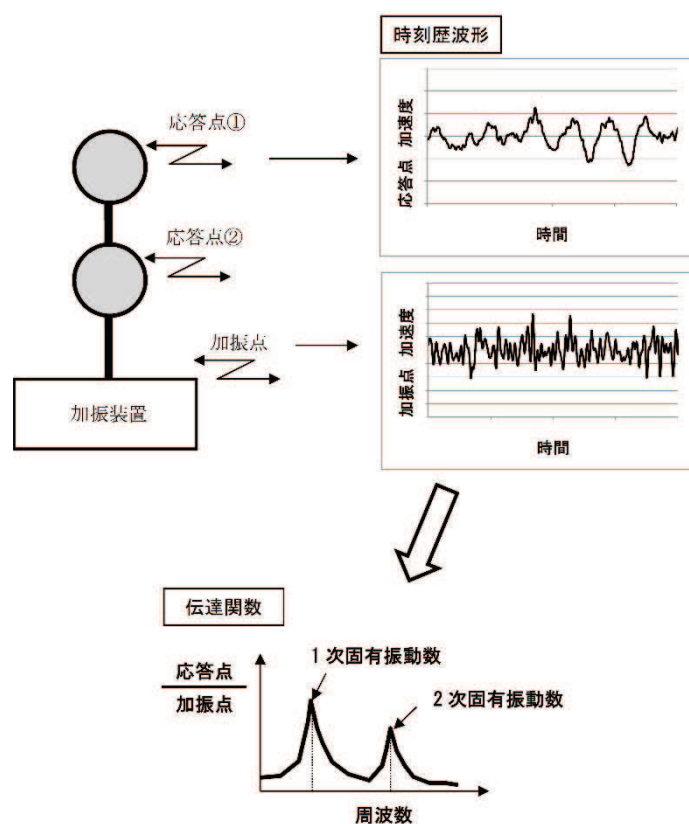 時刻歴波形
応答点①
応答点 加速度
時間
応答点②
加振点
加振点 加速度
加振装置
時間
伝達関数
応答点
加振点
1次固有振動数
2次固有振動数
周波数